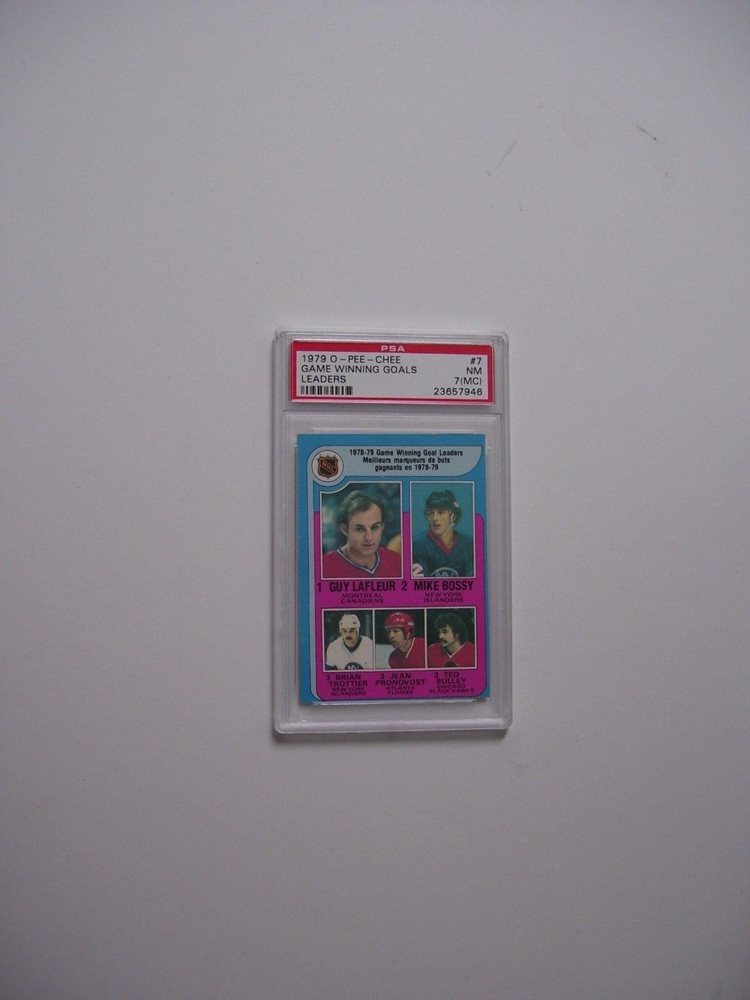 PSA
1979 O-PEE-CHEE #7
GAME WINNING GOALS NM
LEADERS 7(MC)
23657946
1978-79 Game Winning Goal Leaders
Meilleurs marqueurs de buts
gagnants en 1978-79
NHL
1 GUY LAFLEUR 2 MIKE BOSSY
MONTREAL NEW YORK
CANADIENS ISLANDERS
3 BRIAN 3 JEAN 3 TED
TROTTIER PRONOVOST BULLEY
NEW YORK ATLANTA CHICAGO
ISLANDERS FLAMES BLACK HAWKS